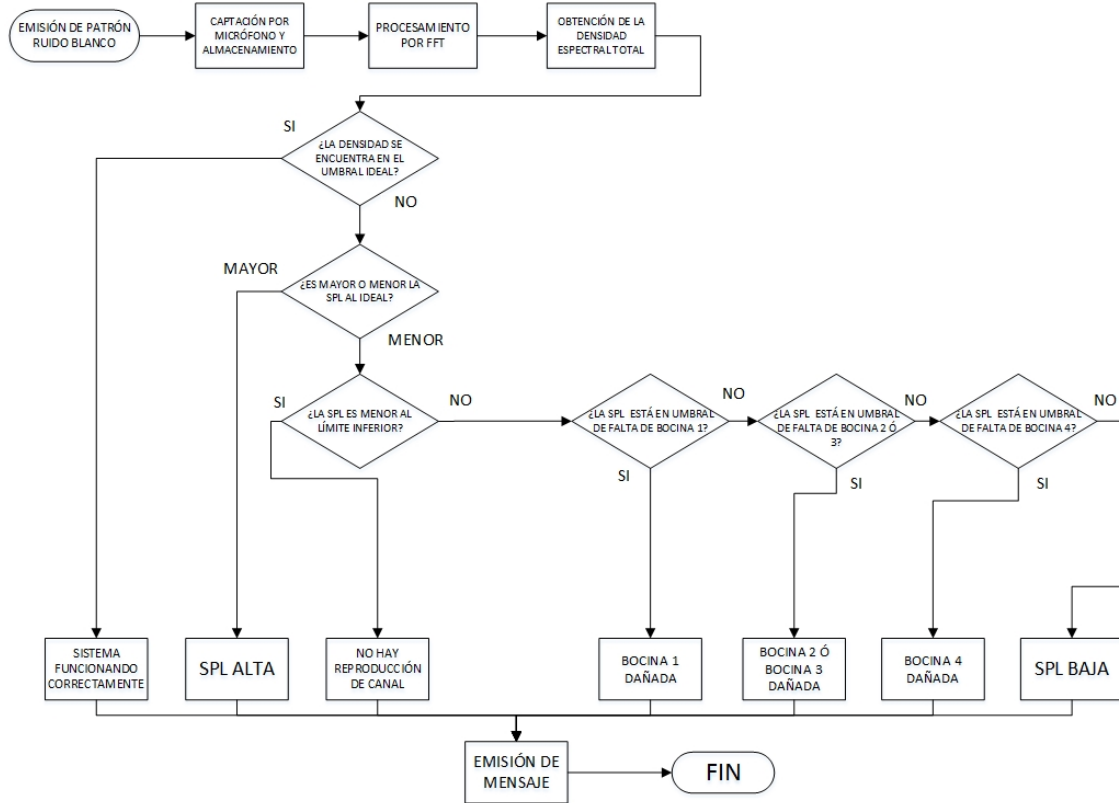 EMISIÓN DE PATRÓN
RUIDO BLANCO
CAPTACIÓN POR
MICRÓFONO Y
ALMACENAMIENTO
PROCESAMIENTO
POR FFT
OBTENCIÓN DE LA
DENSIDAD
ESPECTRAL TOTAL
SI
¿LA DENSIDAD SE
ENCUENTRA EN EL
UMBRAL IDEAL?
NO
MAYOR
¿ES MAYOR O MENOR LA
SPL AL IDEAL?
MENOR
SI
¿LA SPL ES MENOR AL
LÍMITE INFERIOR?
NO
¿LA SPL ESTÁ EN UMBRAL
DE FALTA DE BOCINA 1?
SI
NO
¿LA SPL ESTÁ EN UMBRAL
DE FALTA DE BOCINA 2 Ó
3?
SI
NO
¿LA SPL ESTÁ EN UMBRAL
DE FALTA DE BOCINA 4?
SI
NO
SISTEMA
FUNCIONANDO
CORRECTAMENTE
SPL ALTA
NO HAY
REPRODUCCIÓN
DE CANAL
BOCINA 1
DAÑADA
BOCINA 2 Ó
BOCINA 3
DAÑADA
BOCINA 4
DAÑADA
SPL BAJA
EMISIÓN DE
MENSAJE
FIN